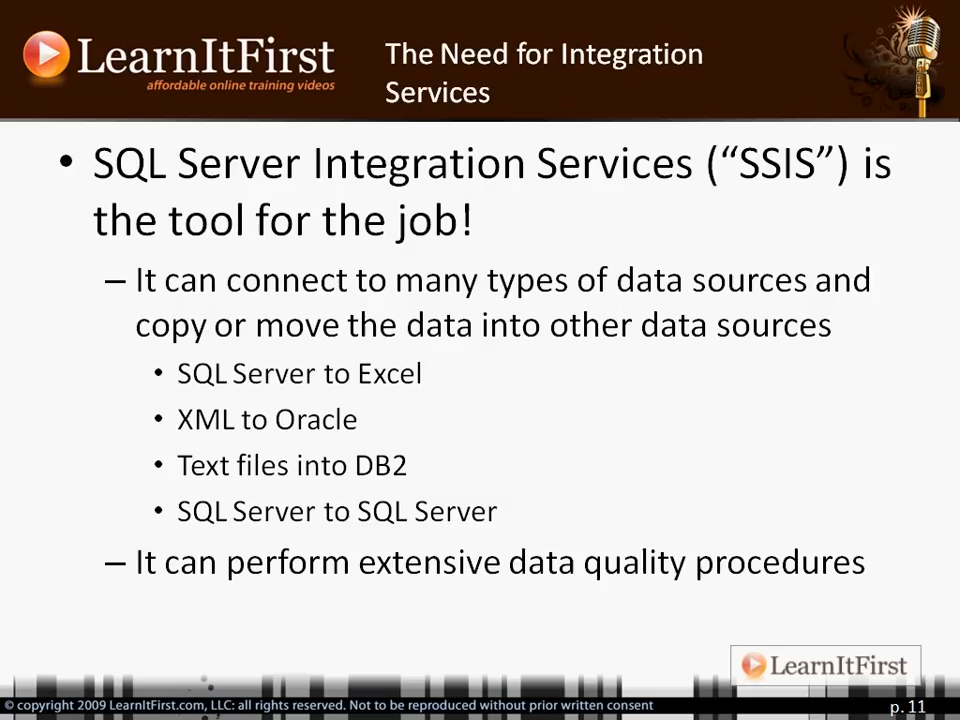 LearnItFirst
affordable online training videos
The Need for Integration
Services
• SQL Server Integration Services (“SSIS”) is
the tool for the job!
– It can connect to many types of data sources and
copy or move the data into other data sources
• SQL Server to Excel
• XML to Oracle
• Text files into DB2
• SQL Server to SQL Server
– It can perform extensive data quality procedures
LearnItFirst
© copyright 2009 LearnItFirst.com, LLC: all rights reserved. Not to be reproduced without prior written consent
p. 11